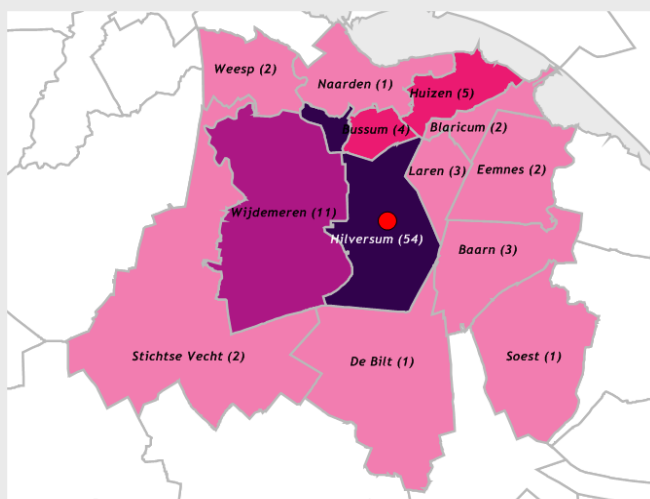 Weesp (2)
Naarden (1)
Huizen (5)
Bussum (4)
Blaricum (2)
Laren (3)
Eemnes (2)
Wijdemeren (11)
Hilversum (54)
Baarn (3)
Stichtse Vecht (2)
De Bilt (1)
Soest (1)